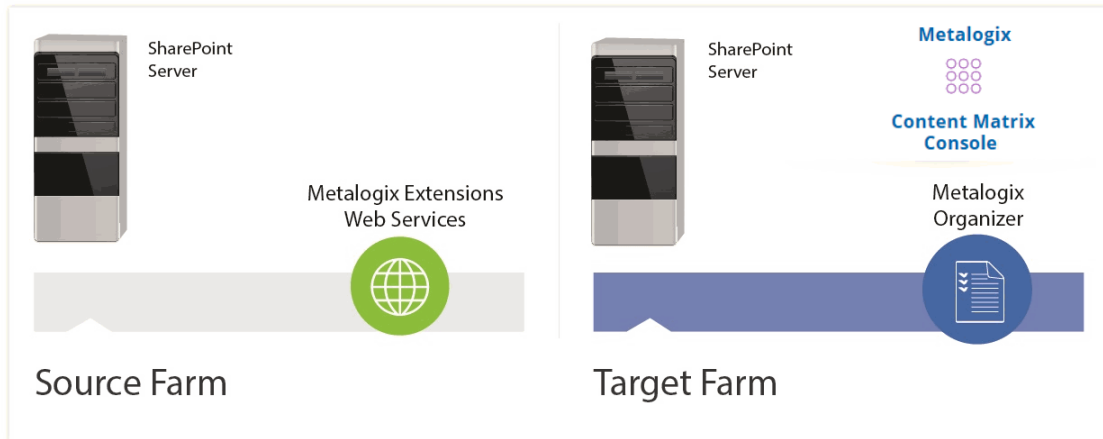 SharePoint
Server
Metalogix Extensions
Web Services
Source Farm
SharePoint
Server
Metalogix
Content Matrix
Console
Metalogix
Organizer
Target Farm